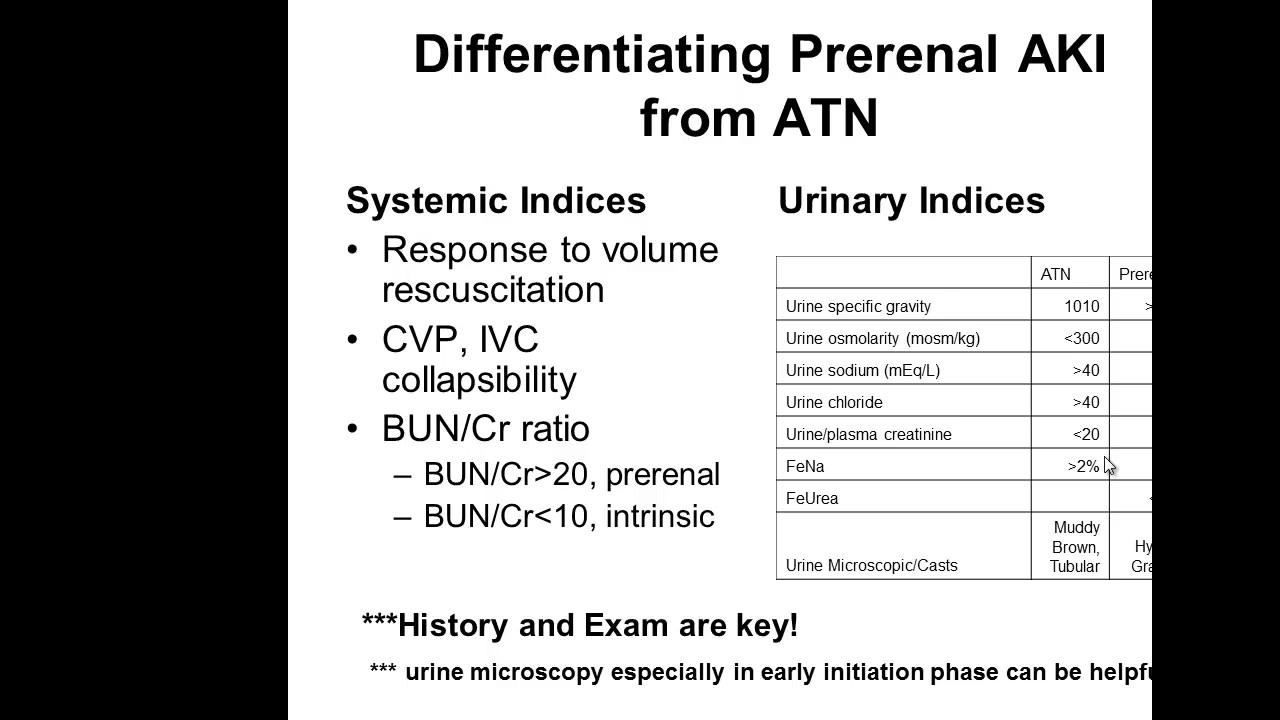 Differentiating Prerenal AKI
from ATN
Systemic Indices
• Response to volume
rescuscitation
• CVP, IVC
collapsibility
• BUN/Cr ratio
– BUN/Cr>20, prerenal
– BUN/Cr<10, intrinsic
Urinary Indices
ATN
Urine specific gravity 1010 >
Urine osmolarity (mosm/kg) <300
Urine sodium (mEq/L) >40
Urine chloride >40
Urine/plasma creatinine <20
FeNa >2%
FeUrea
Urine Microscopic/Casts Muddy
Brown,
Tubular
***History and Exam are key!
*** urine microscopy especially in early initiation phase can be